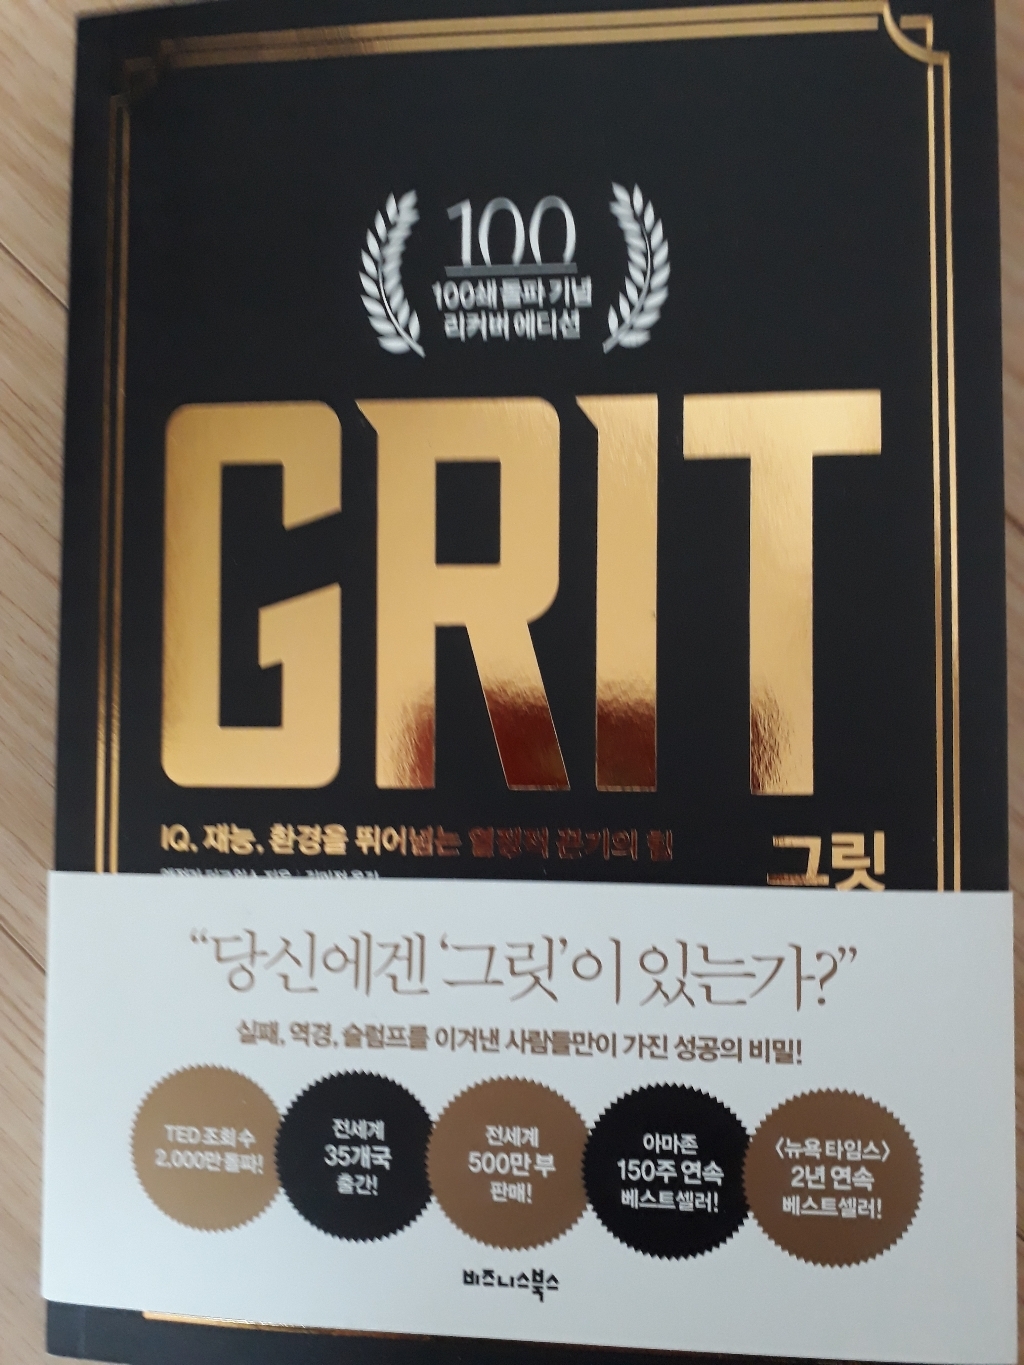 100
100쇄 돌파 기념
리커버 에디션
GRIT
IQ, 재능, 환경을 뛰어넘는 열정적 끈기의 힘
그릿
“당신에겐 ‘그릿’이 있는가?”
실패, 역경, 슬럼프를 이겨낸 사람들만이 가진 성공의 비밀!
TED 조회수
2,000만 돌파!
전세계
35개국
출간!
전세계
500만 부
판매!
아마존
150주 연속
베스트셀러!
〈뉴욕 타임스〉
2년 연속
베스트셀러!
비즈니스북스